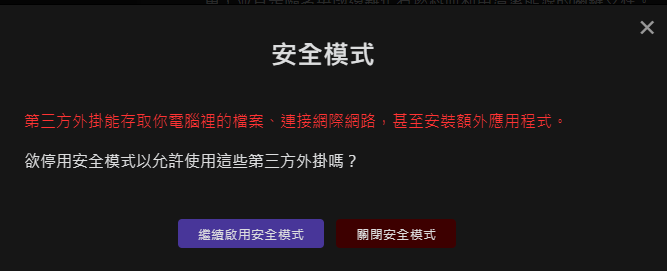 安全模式
第三方外掛能存取你電腦裡的檔案、連接網際網路，甚至安裝額外應用程式。
欲停用安全模式以允許使用這些第三方外掛嗎？
繼續啟用安全模式
關閉安全模式